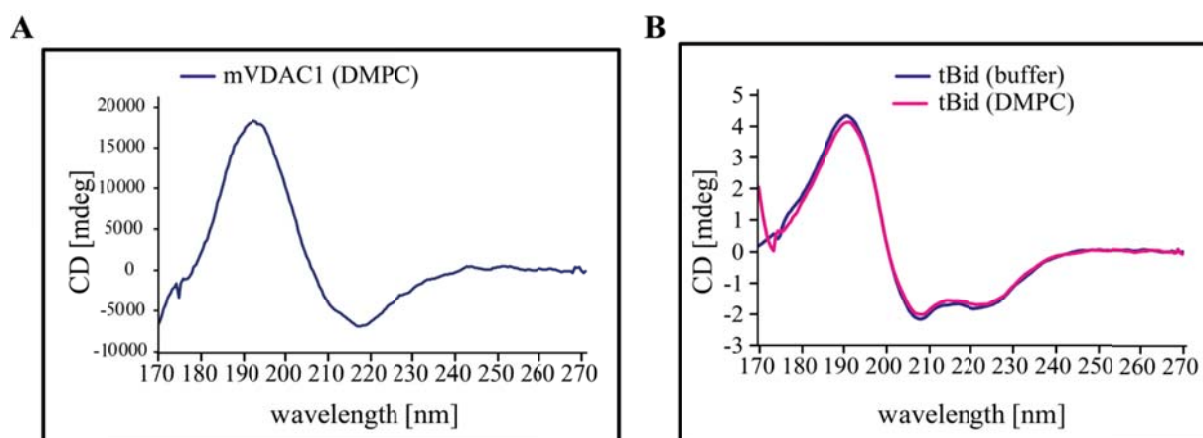 A
mVDAC1 (DMPC)
20000
15000
10000
5000
0
-5000
-10000
CD [mdeg]
170 180 190 200 210 220 230 240 250 260 270
wavelength [nm]
B
tBid (buffer)
tBid (DMPC)
5
4
3
2
1
0
-1
-2
-3
CD [mdeg]
170 180 190 200 210 220 230 240 250 260 270
wavelength [nm]